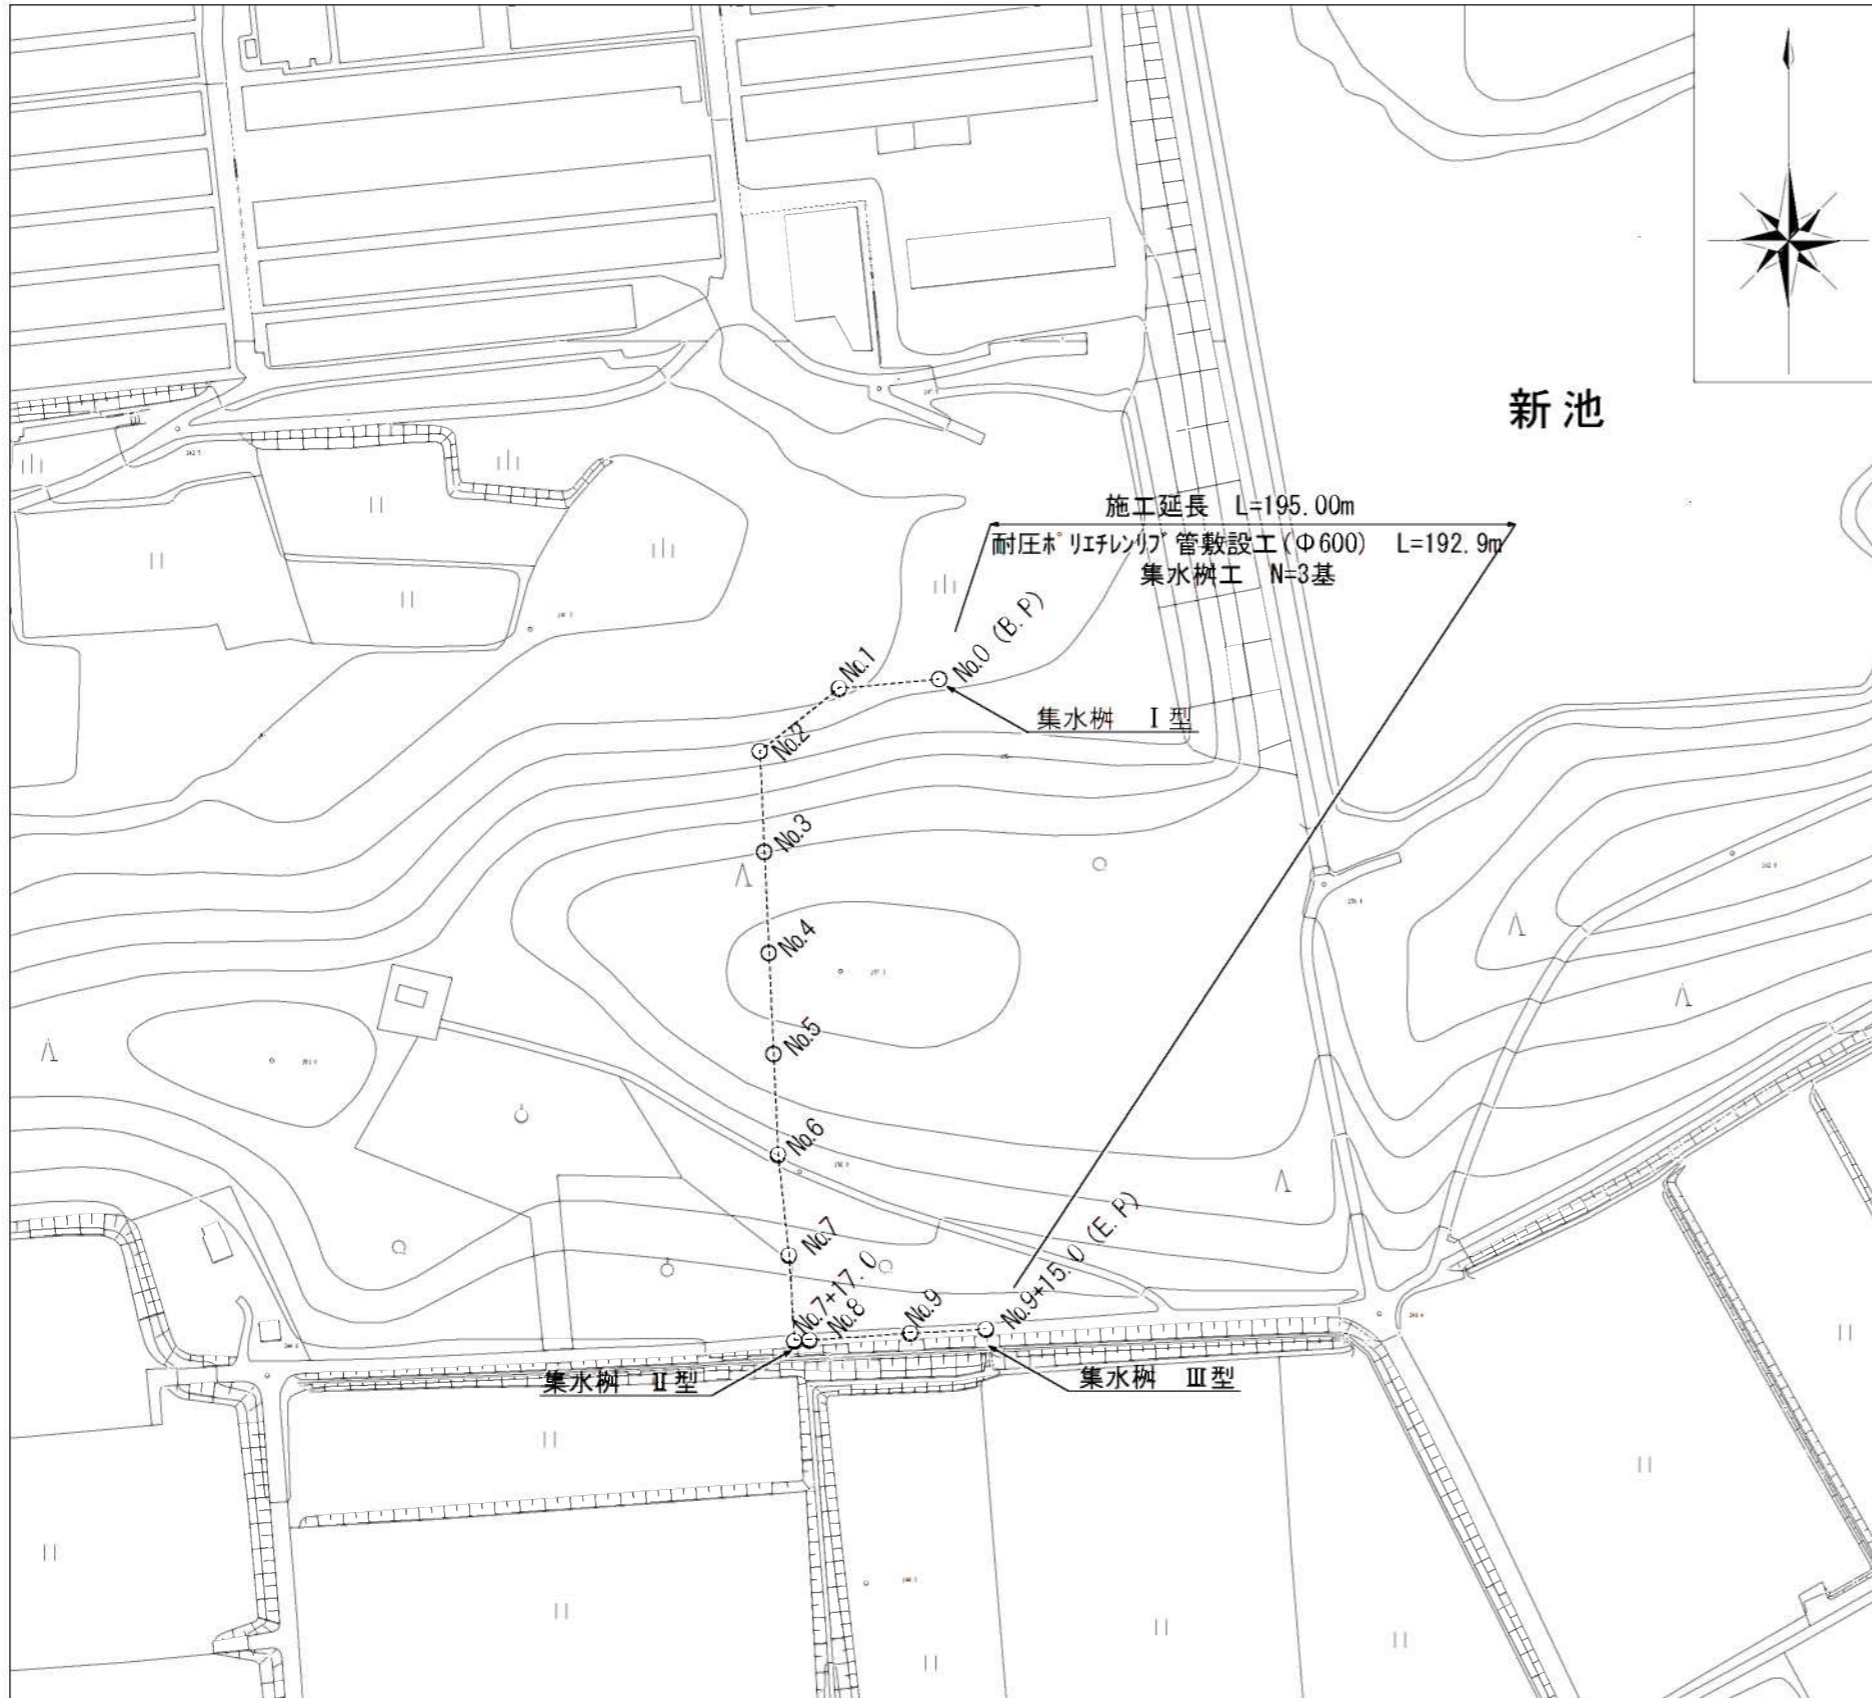 新池
施工延長 L=195.00m
耐圧ポリエチレンリブ管敷設工(Φ600) L=192.9m
集水桝工 N=3基
No.0 (B.P)
No.1
集水桝 Ⅰ型
No.2
No.3
No.4
No.5
No.6
No.7
No.7+17.0
No.8
No.9
No.9+15.0 (E.P)
集水桝 Ⅱ型
集水桝 Ⅲ型